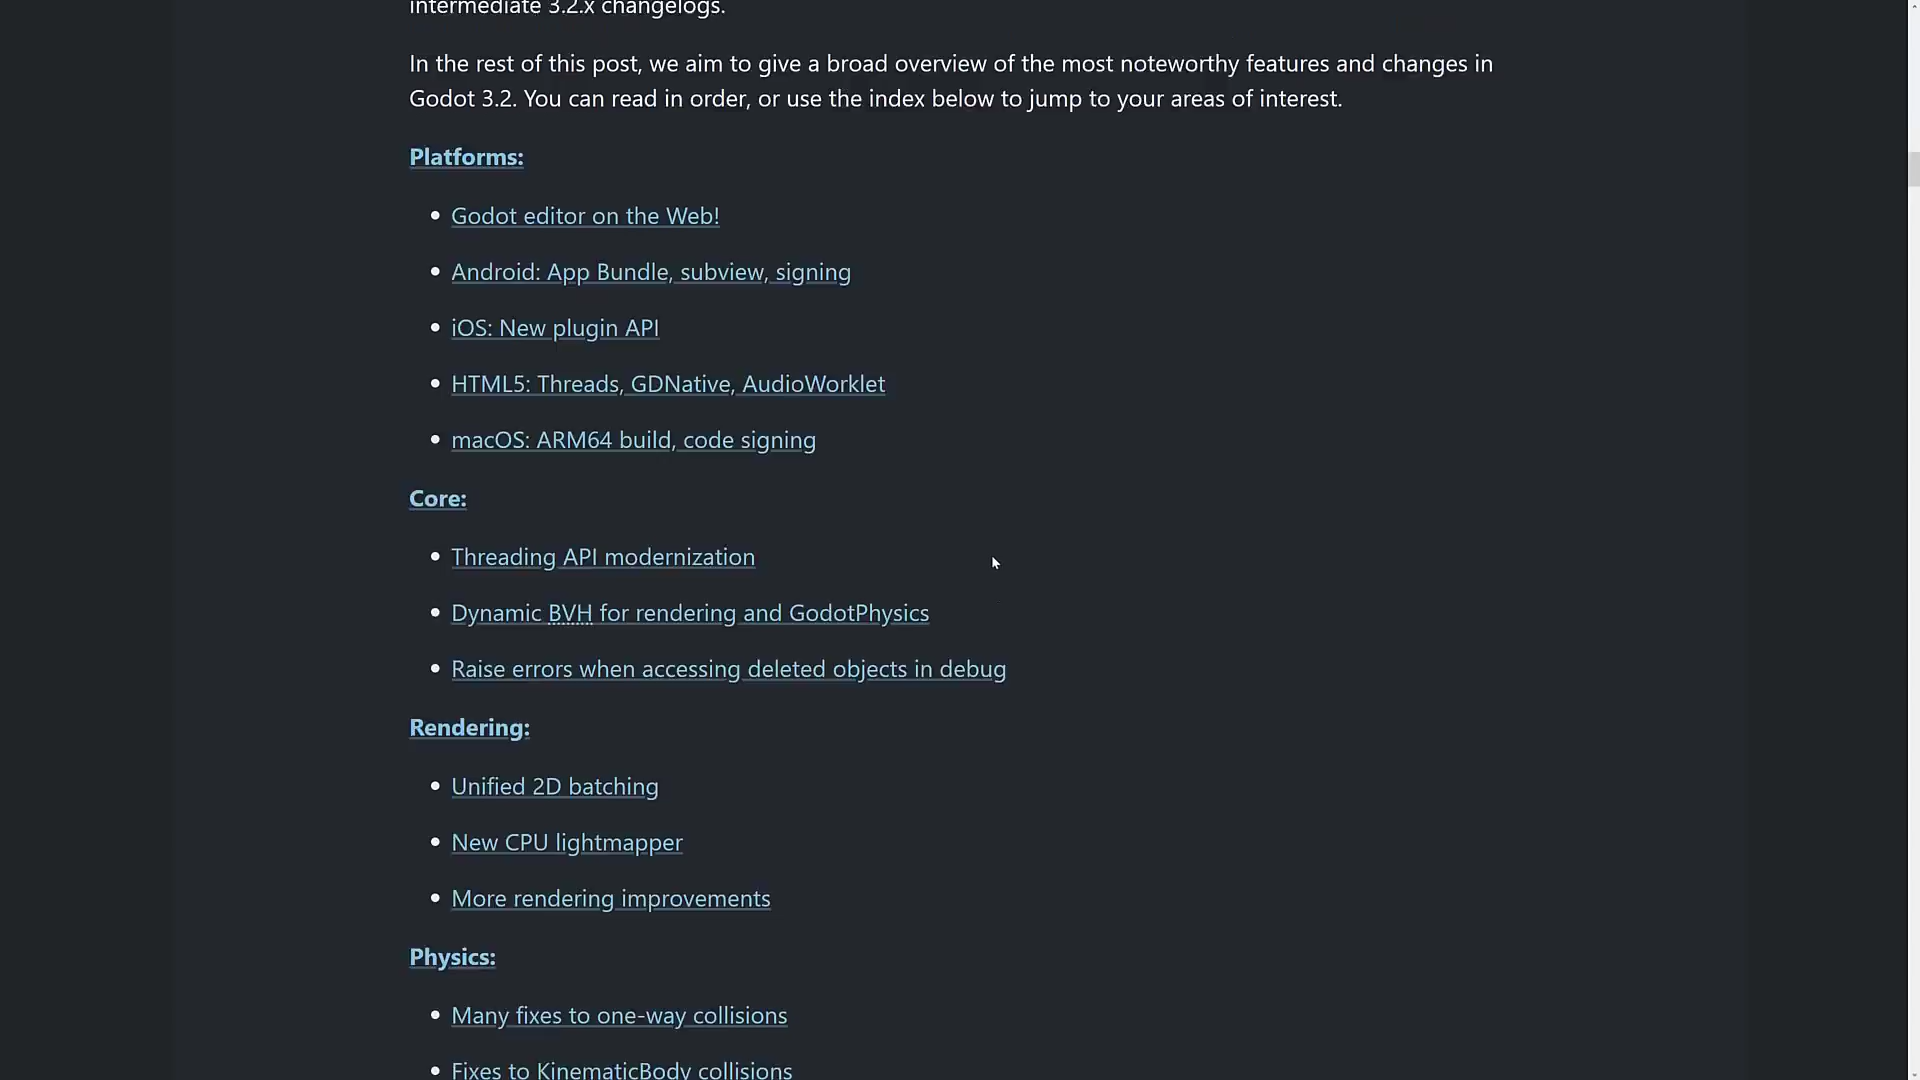 intermediate 3.2.x changelogs.
In the rest of this post, we aim to give a broad overview of the most noteworthy features and changes in
Godot 3.2. You can read in order, or use the index below to jump to your areas of interest.
Platforms:
Godot editor on the Web!
Android: App Bundle, subview, signing
iOS: New plugin API
HTML5: Threads, GDNative, AudioWorklet
macOS: ARM64 build, code signing
Core:
Threading API modernization
Dynamic BVH for rendering and GodotPhysics
Raise errors when accessing deleted objects in debug
Rendering:
Unified 2D batching
New CPU lightmapper
More rendering improvements
Physics:
Many fixes to one-way collisions
Fixes to KinematicBody collisions